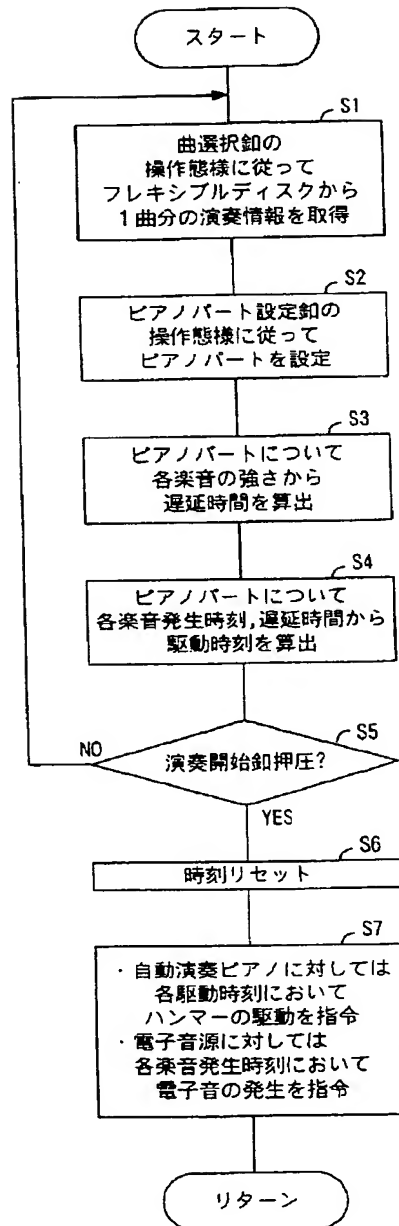 スタート
S1
曲選択釦の
操作態様に従って
フレキシブルディスクから
1曲分の演奏情報を取得
S2
ピアノパート設定釦の
操作態様に従って
ピアノパートを設定
S3
ピアノパートについて
各楽音の強さから
遅延時間を算出
S4
ピアノパートについて
各楽音発生時刻,遅延時間から
駆動時刻を算出
S5
NO
演奏開始釦押圧?
YES
S6
時刻リセット
S7
・自動演奏ピアノに対しては
各駆動時刻において
ハンマーの駆動を指令
・電子音源に対しては
各楽音発生時刻において
電子音の発生を指令
リターン